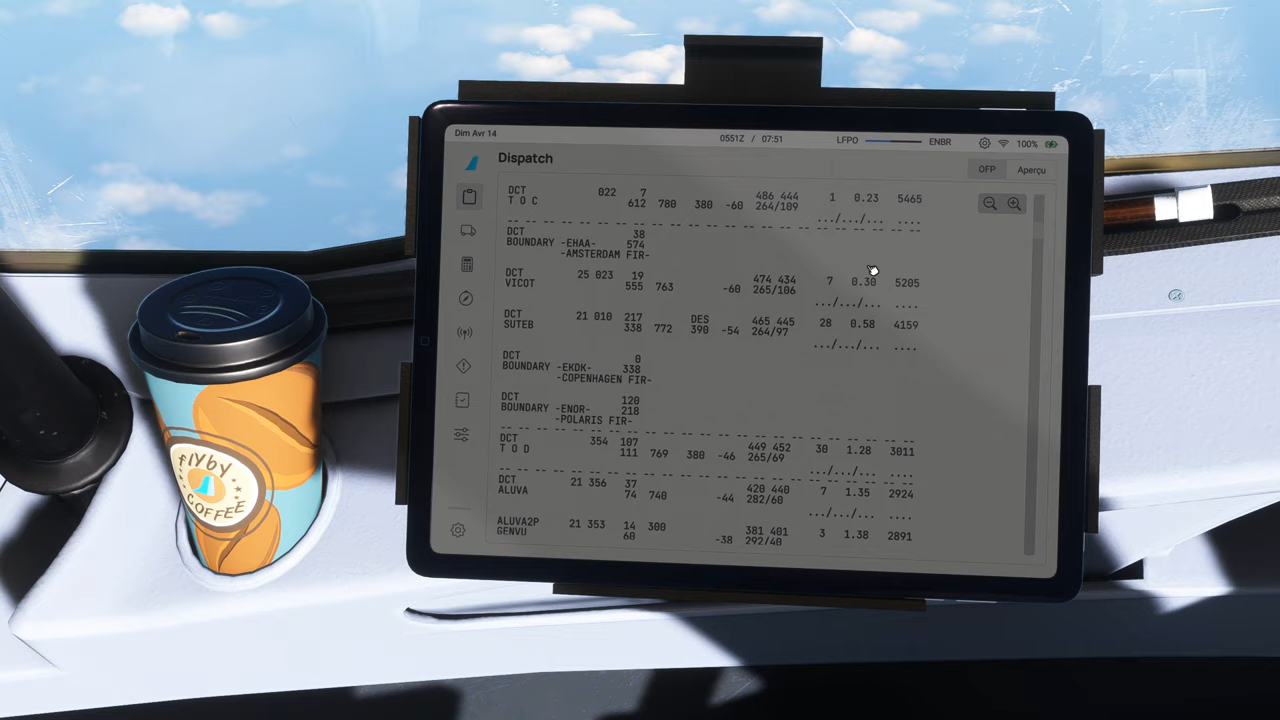 Dim Avr 14 0551Z / 07:51 LFPO ENBR 100%
Dispatch OFP Aperçu
DCT 022 7 486 444 1 0.23 5465
T O C 612 780 380 -60 264/109
.../.../... ....
-- -- -- -- -- -- -- -- -- -- -- -- -- -- -- -- -- -- -- --
DCT 38
BOUNDARY -EHAA- 574
-AMSTERDAM FIR-
DCT 25 023 19 474 434 7 0.30 5205
VICOT 555 763 -60 265/106
.../.../... ....
DCT 21 010 217 DES 465 445 28 0.58 4159
SUTEB 338 772 390 -54 264/97
.../.../... ....
DCT 0
BOUNDARY -EKDK- 338
-COPENHAGEN FIR-
DCT 120
BOUNDARY -ENOR- 218
-POLARIS FIR-
-- -- -- -- -- -- -- -- -- -- -- -- -- -- -- -- -- -- -- --
DCT 354 107 449 452 30 1.28 3011
T O D 111 769 380 -46 265/69
.../.../... ....
-- -- -- -- -- -- -- -- -- -- -- -- -- -- -- -- -- -- -- --
DCT 21 356 37 420 440 7 1.35 2924
ALUVA 74 740 -44 282/60
.../.../... ....
ALUVA2P 21 353 14 300 381 401 3 1.38 2891
GENVU 60 -38 292/40
flyby
COFFEE